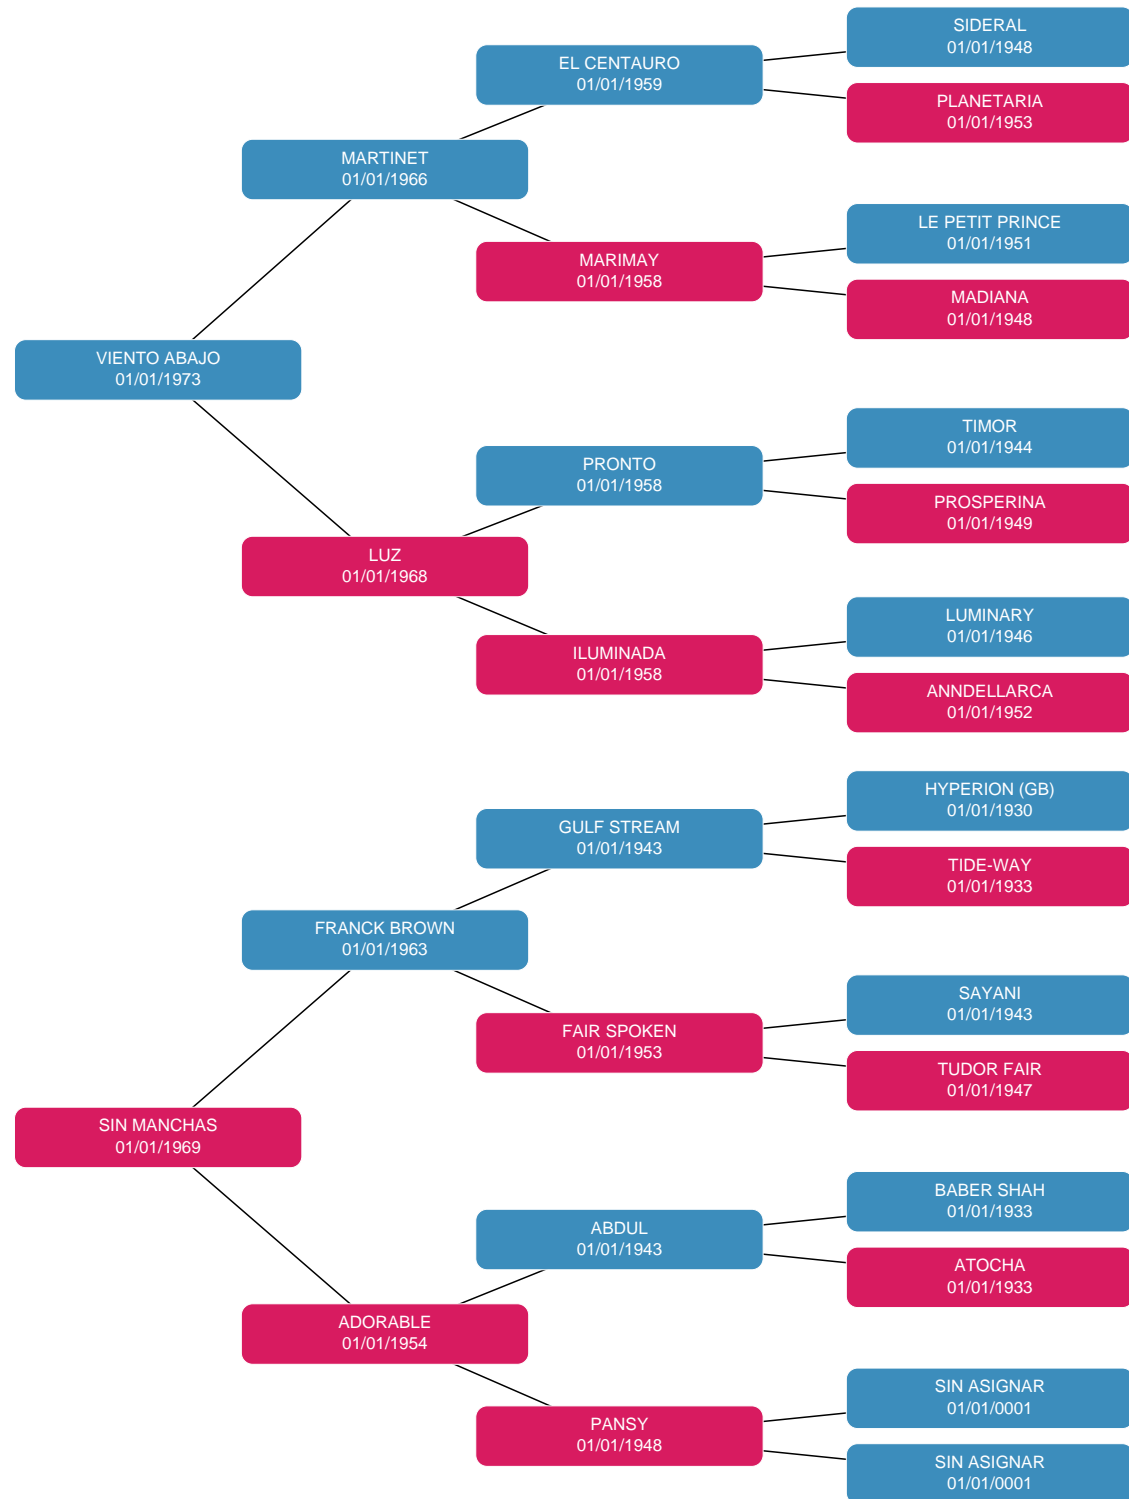 SIDERAL
01/01/1948
EL CENTAURO
01/01/1959
PLANETARIA
01/01/1953
MARTINET
01/01/1966
LE PETIT PRINCE
01/01/1951
MARIMAY
01/01/1958
MADIANA
01/01/1948
VIENTO ABAJO
01/01/1973
TIMOR
01/01/1944
PRONTO
01/01/1958
PROSPERINA
01/01/1949
LUZ
01/01/1968
LUMINARY
01/01/1946
ILUMINADA
01/01/1958
ANNDELLARCA
01/01/1952
HYPERION (GB)
01/01/1930
GULF STREAM
01/01/1943
TIDE-WAY
01/01/1933
FRANCK BROWN
01/01/1963
SAYANI
01/01/1943
FAIR SPOKEN
01/01/1953
TUDOR FAIR
01/01/1947
SIN MANCHAS
01/01/1969
BABER SHAH
01/01/1933
ABDUL
01/01/1943
ATOCHA
01/01/1933
ADORABLE
01/01/1954
SIN ASIGNAR
01/01/0001
PANSY
01/01/1948
SIN ASIGNAR
01/01/0001